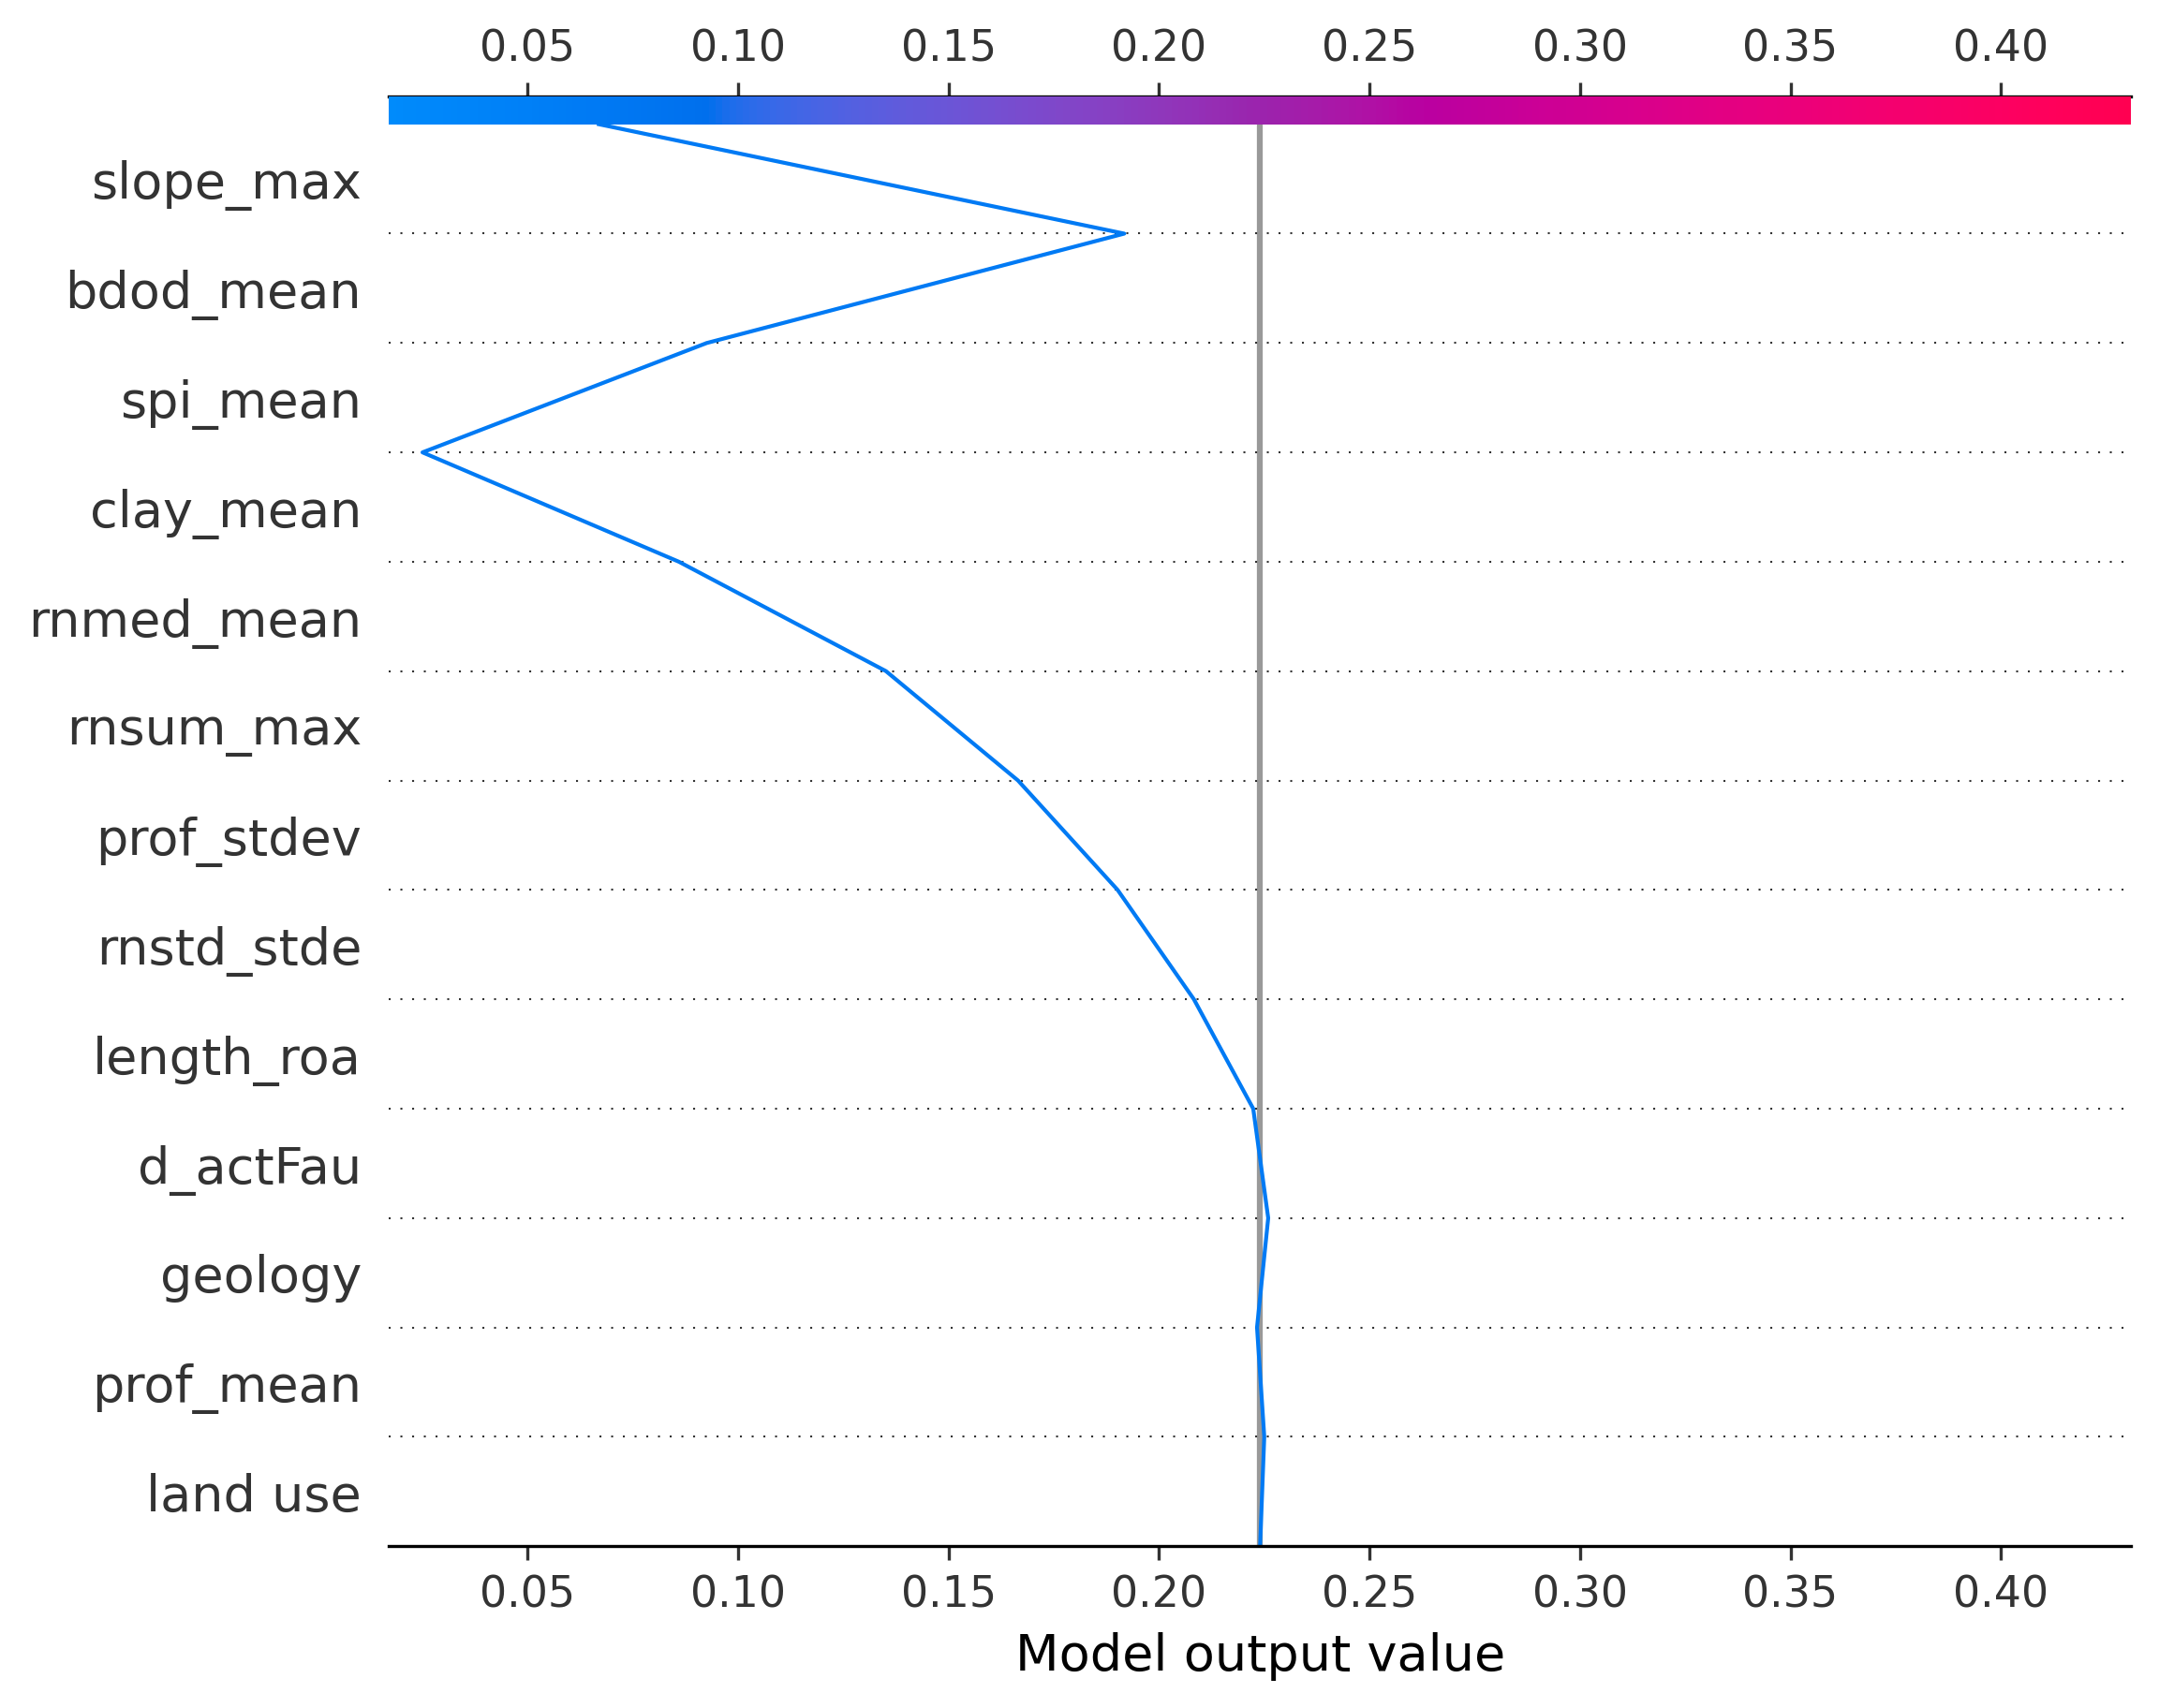 0.05 0.10 0.15 0.20 0.25 0.30 0.35 0.40
slope_max
bdod_mean
spi_mean
clay_mean
rnmed_mean
rnsum_max
prof_stdev
rnstd_stde
length_roa
d_actFau
geology
prof_mean
land use
0.05 0.10 0.15 0.20 0.25 0.30 0.35 0.40
Model output value